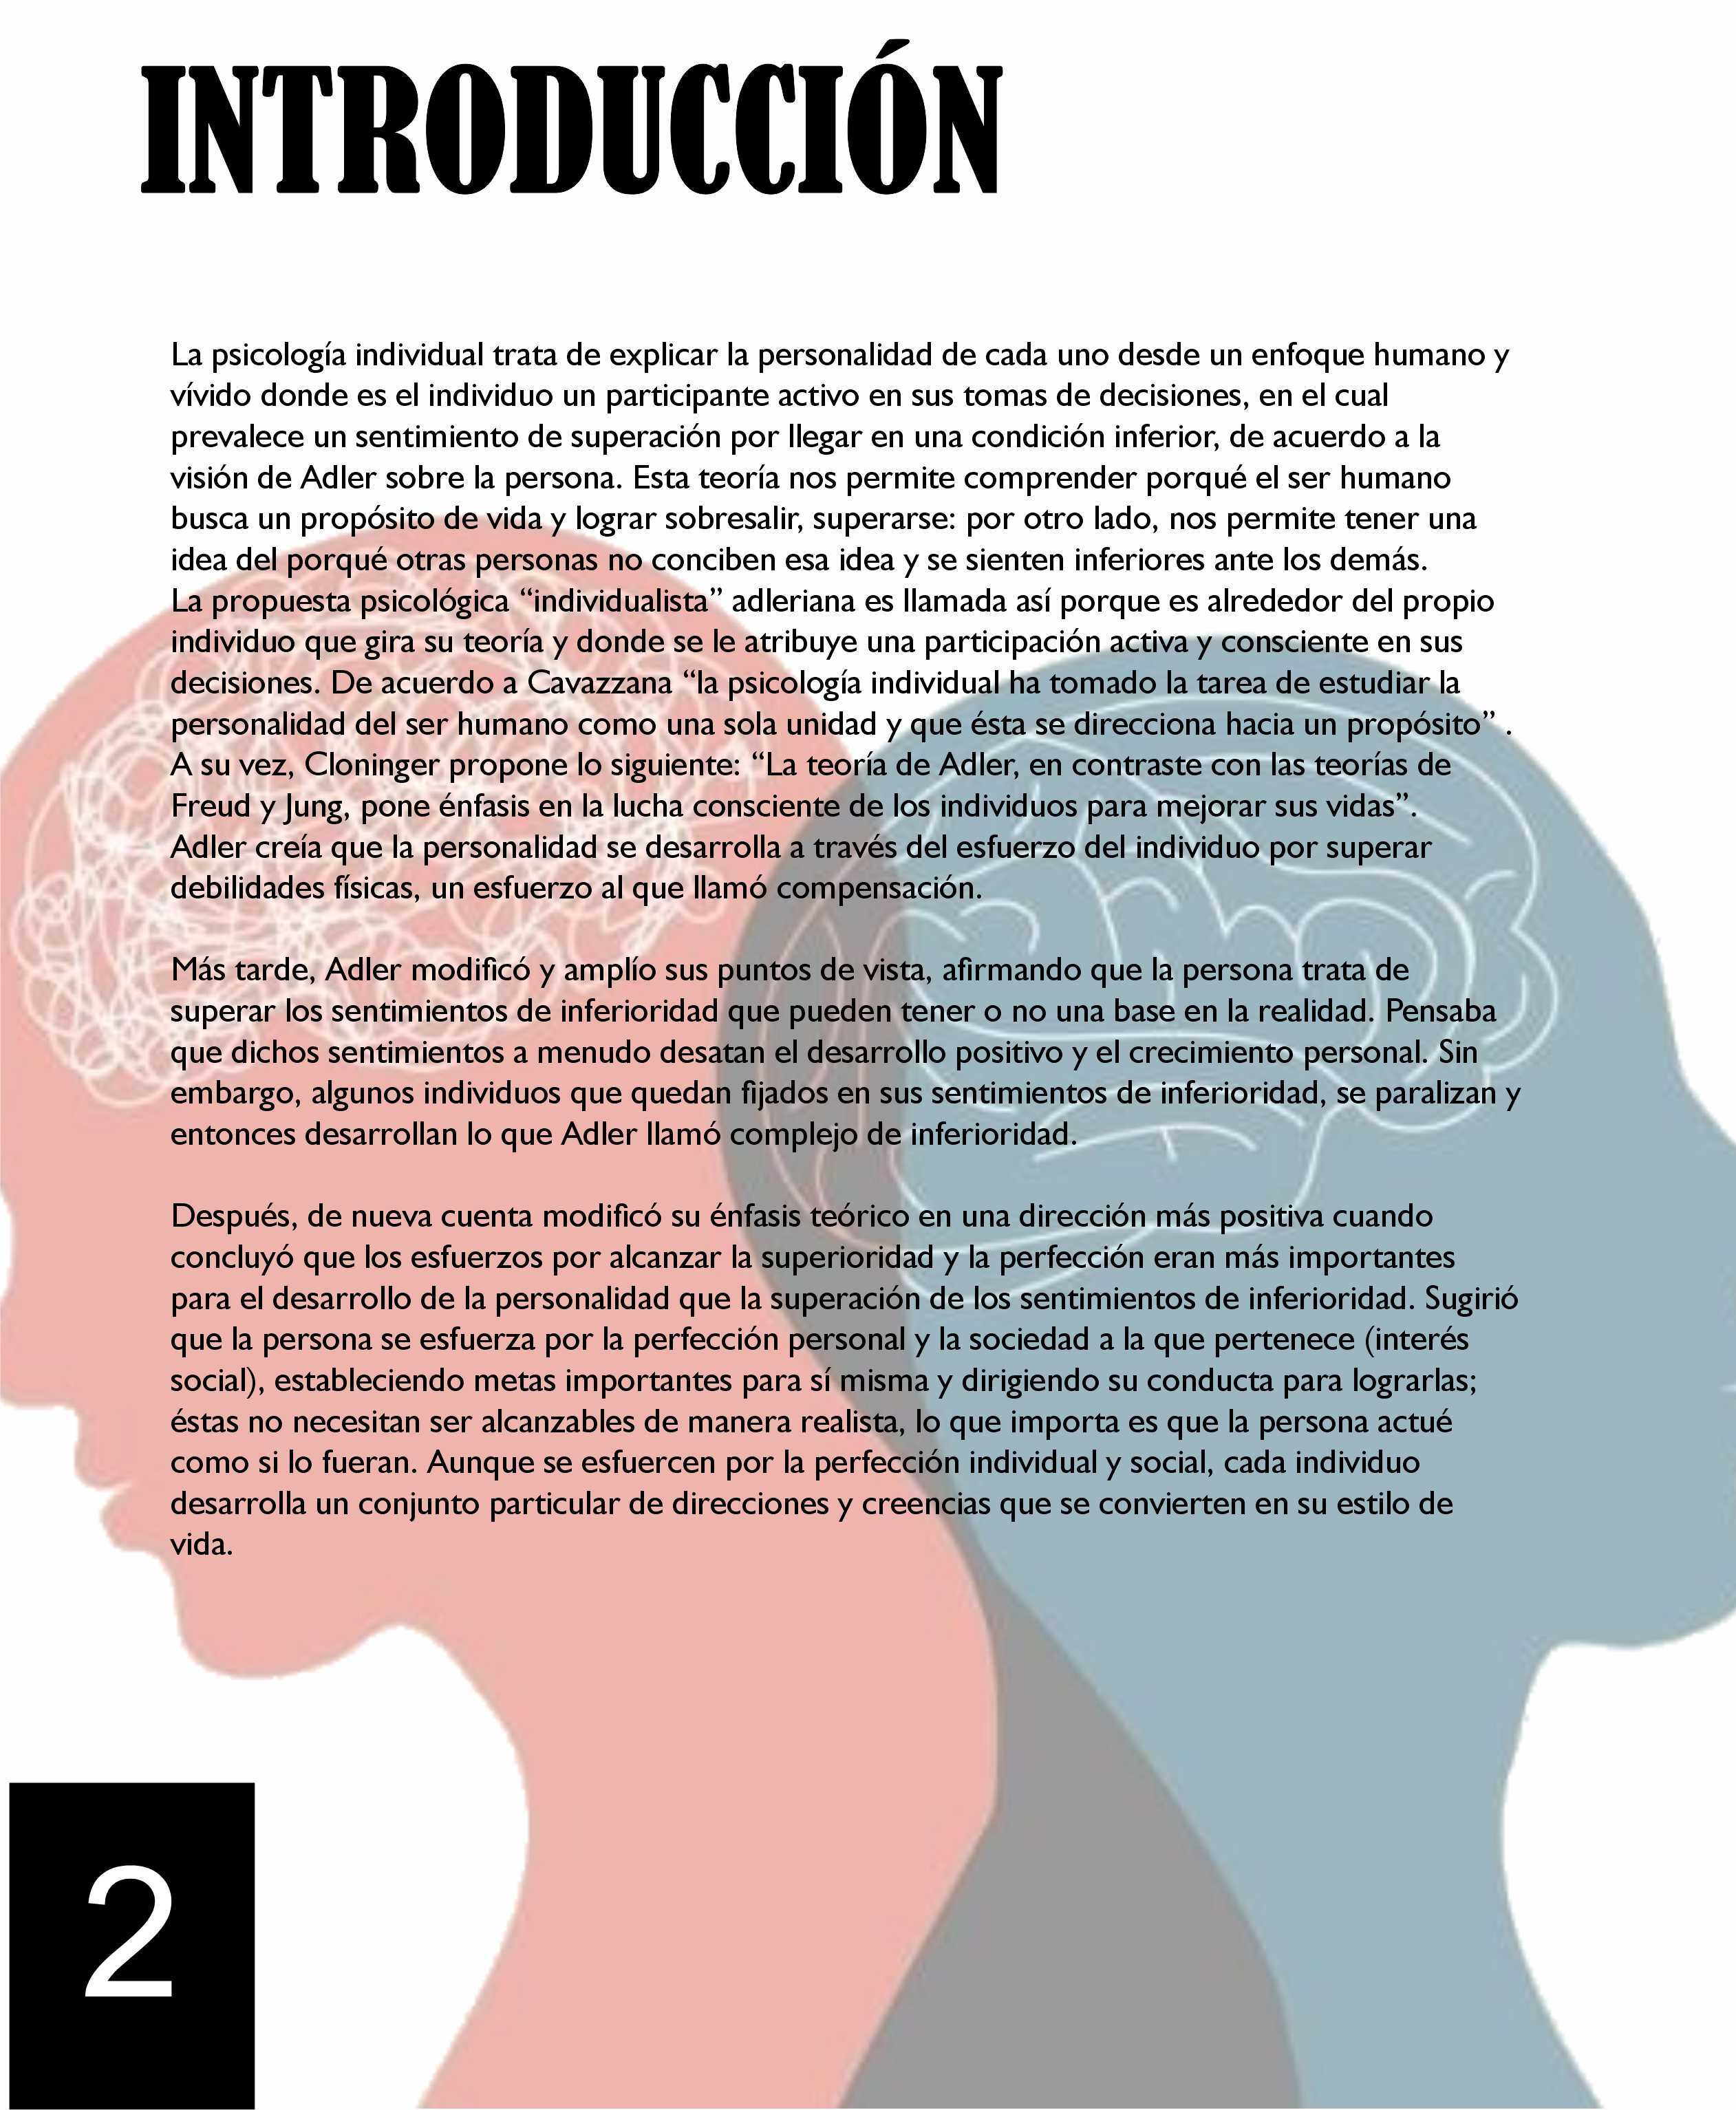 INTRODUCCIÓN
La psicología individual trata de explicar la personalidad de cada uno desde un enfoque humano y
vívido donde es el individuo un participante activo en sus tomas de decisiones, en el cual
prevalece un sentimiento de superación por llegar en una condición inferior, de acuerdo a la
visión de Adler sobre la persona. Esta teoría nos permite comprender porqué el ser humano
busca un propósito de vida y lograr sobresalir, superarse: por otro lado, nos permite tener una
idea del porqué otras personas no conciben esa idea y se sienten inferiores ante los demás.
La propuesta psicológica “individualista” adleriana es llamada así porque es alrededor del propio
individuo que gira su teoría y donde se le atribuye una participación activa y consciente en sus
decisiones. De acuerdo a Cavazzana “la psicología individual ha tomado la tarea de estudiar la
personalidad del ser humano como una sola unidad y que ésta se direcciona hacia un propósito” .
A su vez, Cloninger propone lo siguiente: “La teoría de Adler, en contraste con las teorías de
Freud y Jung, pone énfasis en la lucha consciente de los individuos para mejorar sus vidas”.
Adler creía que la personalidad se desarrolla a través del esfuerzo del individuo por superar
debilidades físicas, un esfuerzo al que llamó compensación.
Más tarde, Adler modificó y amplío sus puntos de vista, afirmando que la persona trata de
superar los sentimientos de inferioridad que pueden tener o no una base en la realidad. Pensaba
que dichos sentimientos a menudo desatan el desarrollo positivo y el crecimiento personal. Sin
embargo, algunos individuos que quedan fijados en sus sentimientos de inferioridad, se paralizan y
entonces desarrollan lo que Adler llamó complejo de inferioridad.
Después, de nueva cuenta modificó su énfasis teórico en una dirección más positiva cuando
concluyó que los esfuerzos por alcanzar la superioridad y la perfección eran más importantes
para el desarrollo de la personalidad que la superación de los sentimientos de inferioridad. Sugirió
que la persona se esfuerza por la perfección personal y la sociedad a la que pertenece (interés
social), estableciendo metas importantes para sí misma y dirigiendo su conducta para lograrlas;
éstas no necesitan ser alcanzables de manera realista, lo que importa es que la persona actué
como si lo fueran. Aunque se esfuercen por la perfección individual y social, cada individuo
desarrolla un conjunto particular de direcciones y creencias que se convierten en su estilo de
vida.
2